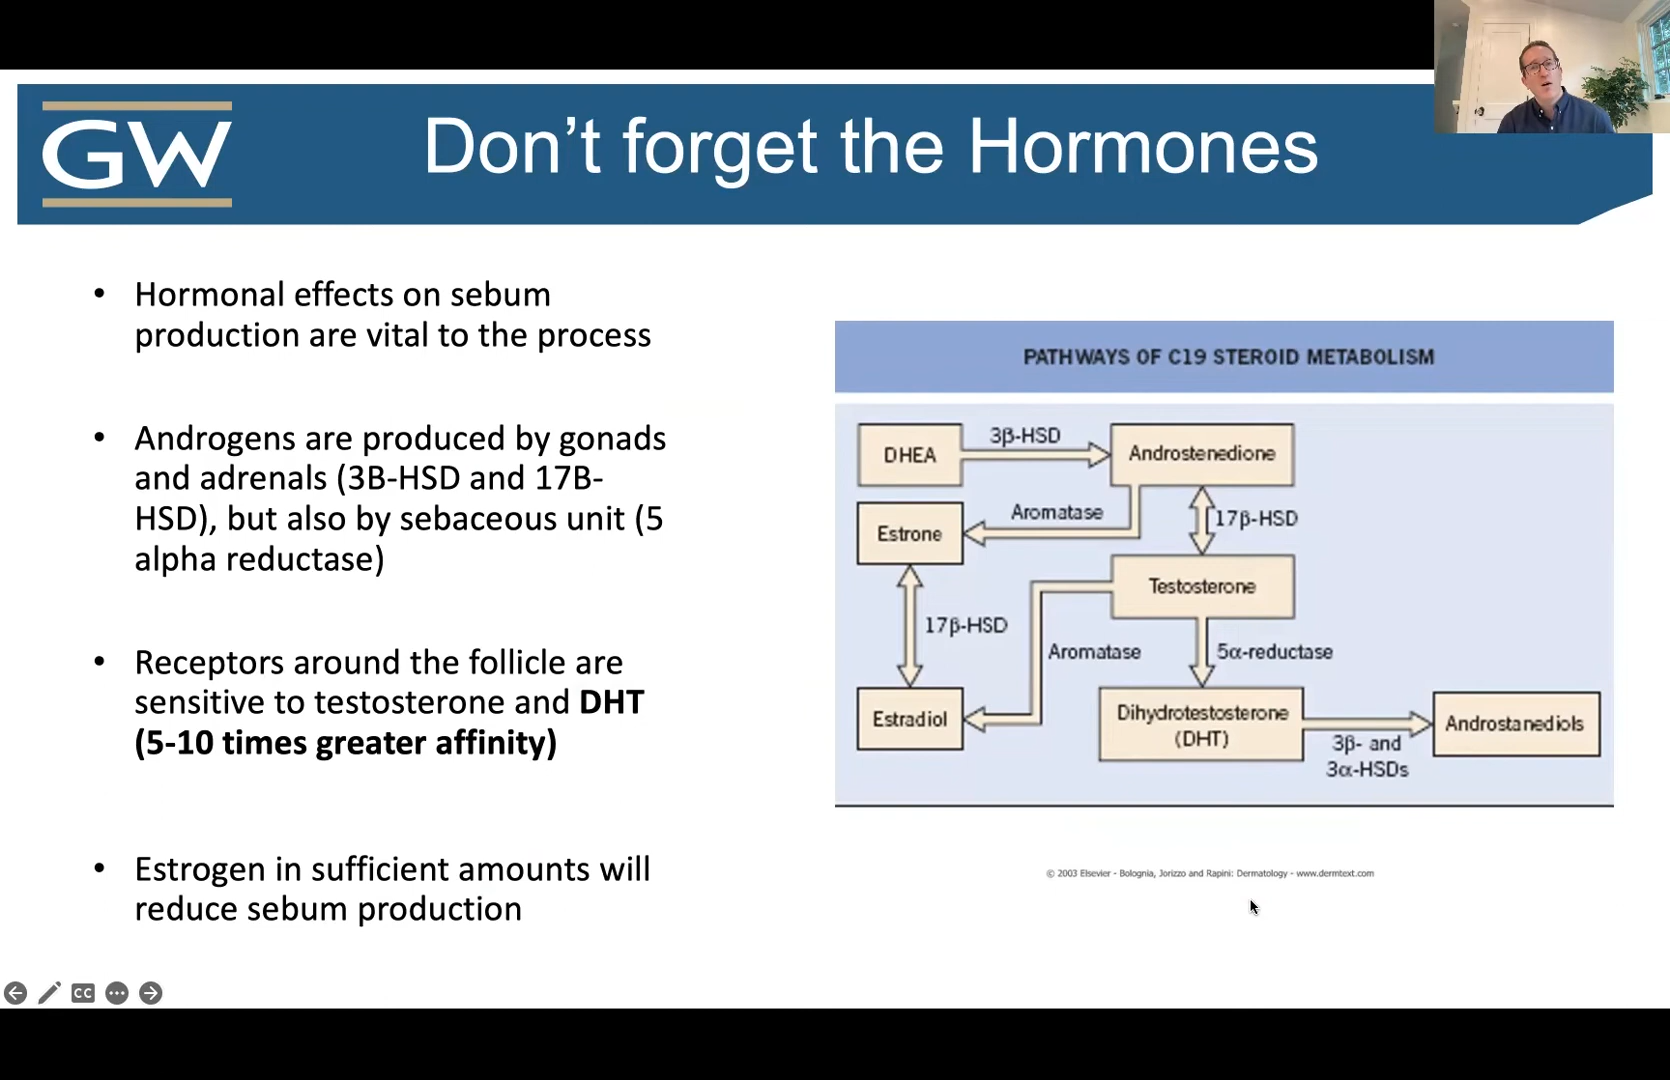 GW
Don't forget the Hormones
• Hormonal effects on sebum
production are vital to the process
• Androgens are produced by gonads
and adrenals (3B-HSD and 17B-
HSD), but also by sebaceous unit (5
alpha reductase)
• Receptors around the follicle are
sensitive to testosterone and DHT
(5-10 times greater affinity)
• Estrogen in sufficient amounts will
reduce sebum production
PATHWAYS OF C19 STEROID METABOLISM
DHEA
3β-HSD
Androstenedione
Aromatase
Estrone
17β-HSD
Testosterone
17β-HSD
Aromatase
5α-reductase
Estradiol
Dihydrotestosterone
(DHT)
3β- and
3α-HSDs
Androstanediols
© 2003 Elsevier - Bolognia, Jorizzo and Rapini: Dermatology - www.dermtext.com
CC